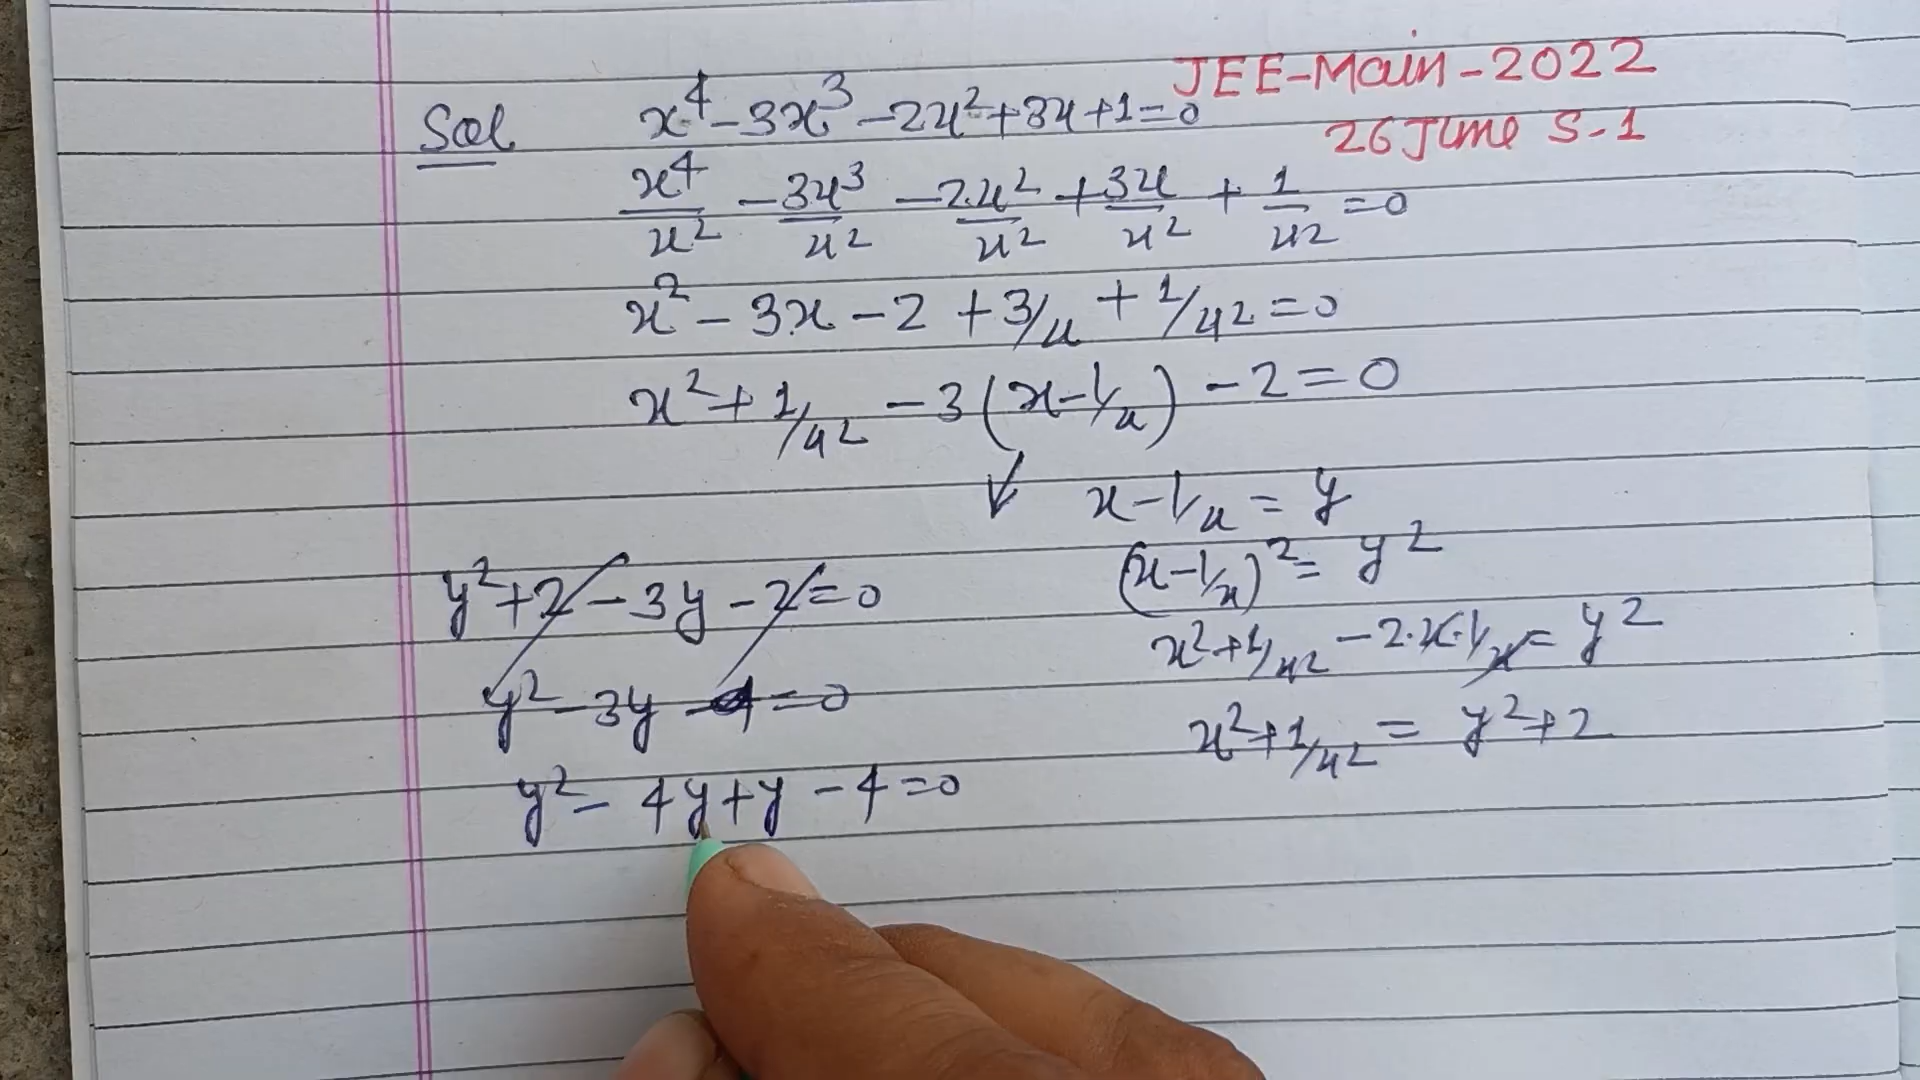 JEE-Main-2022
26 June S-1
Sol x⁴-3x³-2x²+3x+1=0
x⁴/x² - 3x³/x² - 2x²/x² + 3x/x² + 1/x² = 0
x² - 3x - 2 + 3/x + 1/x² = 0
x² + 1/x² - 3(x-1/x) - 2 = 0
x-1/x = y
(x-1/x)² = y²
x²+1/x² - 2·x·1/x = y²
x²+1/x² = y²+2
y²+2-3y-2=0
y²-3y-4=0
y²-4y+y-4=0